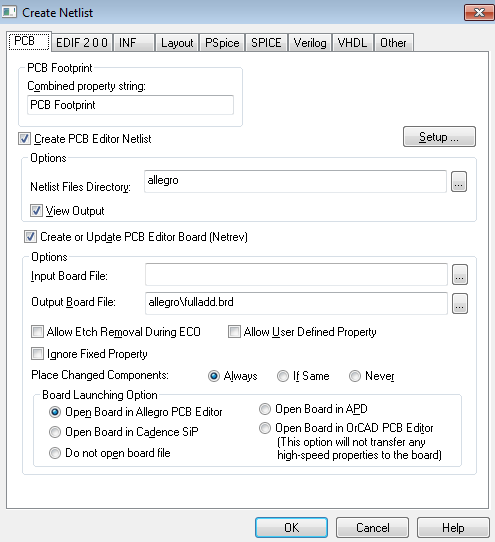 Create Netlist
PCB EDIF 2 0 0 INF Layout PSpice SPICE Verilog VHDL Other
PCB Footprint
Combined property string:
PCB Footprint
Create PCB Editor Netlist
Setup ...
Options
Netlist Files Directory:
allegro
...
View Output
Create or Update PCB Editor Board (Netrev)
Options
Input Board File:
...
Output Board File:
allegro\fulladd.brd
...
Allow Etch Removal During ECO
Allow User Defined Property
Ignore Fixed Property
Place Changed Components:
Always
If Same
Never
Board Launching Option
Open Board in Allegro PCB Editor
Open Board in APD
Open Board in Cadence SiP
Open Board in OrCAD PCB Editor
(This option will not transfer any
high-speed properties to the board)
Do not open board file
OK
Cancel
Help